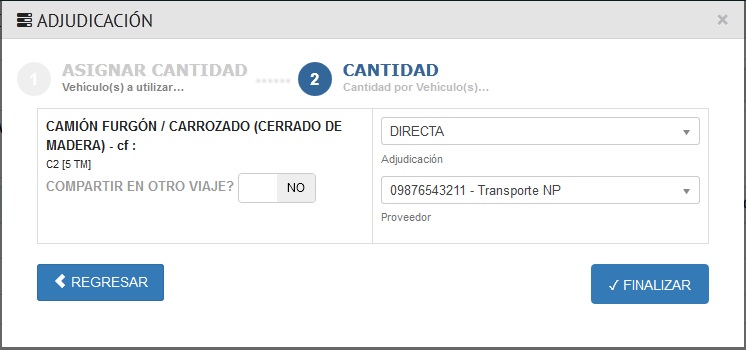 ADJUDICACIÓN
×
1
ASIGNAR CANTIDAD
Vehículo(s) a utilizar...
2
CANTIDAD
Cantidad por Vehículo(s)...
CAMIÓN FURGÓN / CARROZADO (CERRADO DE
MADERA) - cf :
C2 [5 TM]
COMPARTIR EN OTRO VIAJE? NO
DIRECTA
Adjudicación
09876543211 - Transporte NP
Proveedor
REGRESAR
✓ FINALIZAR